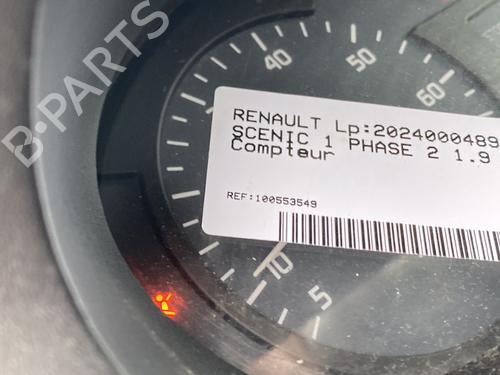 B-PARTS
40
50
60
RENAULT Lp:2024000489
SCENIC 1 PHASE 2 1.9
Compteur
REF:100553549
10
5